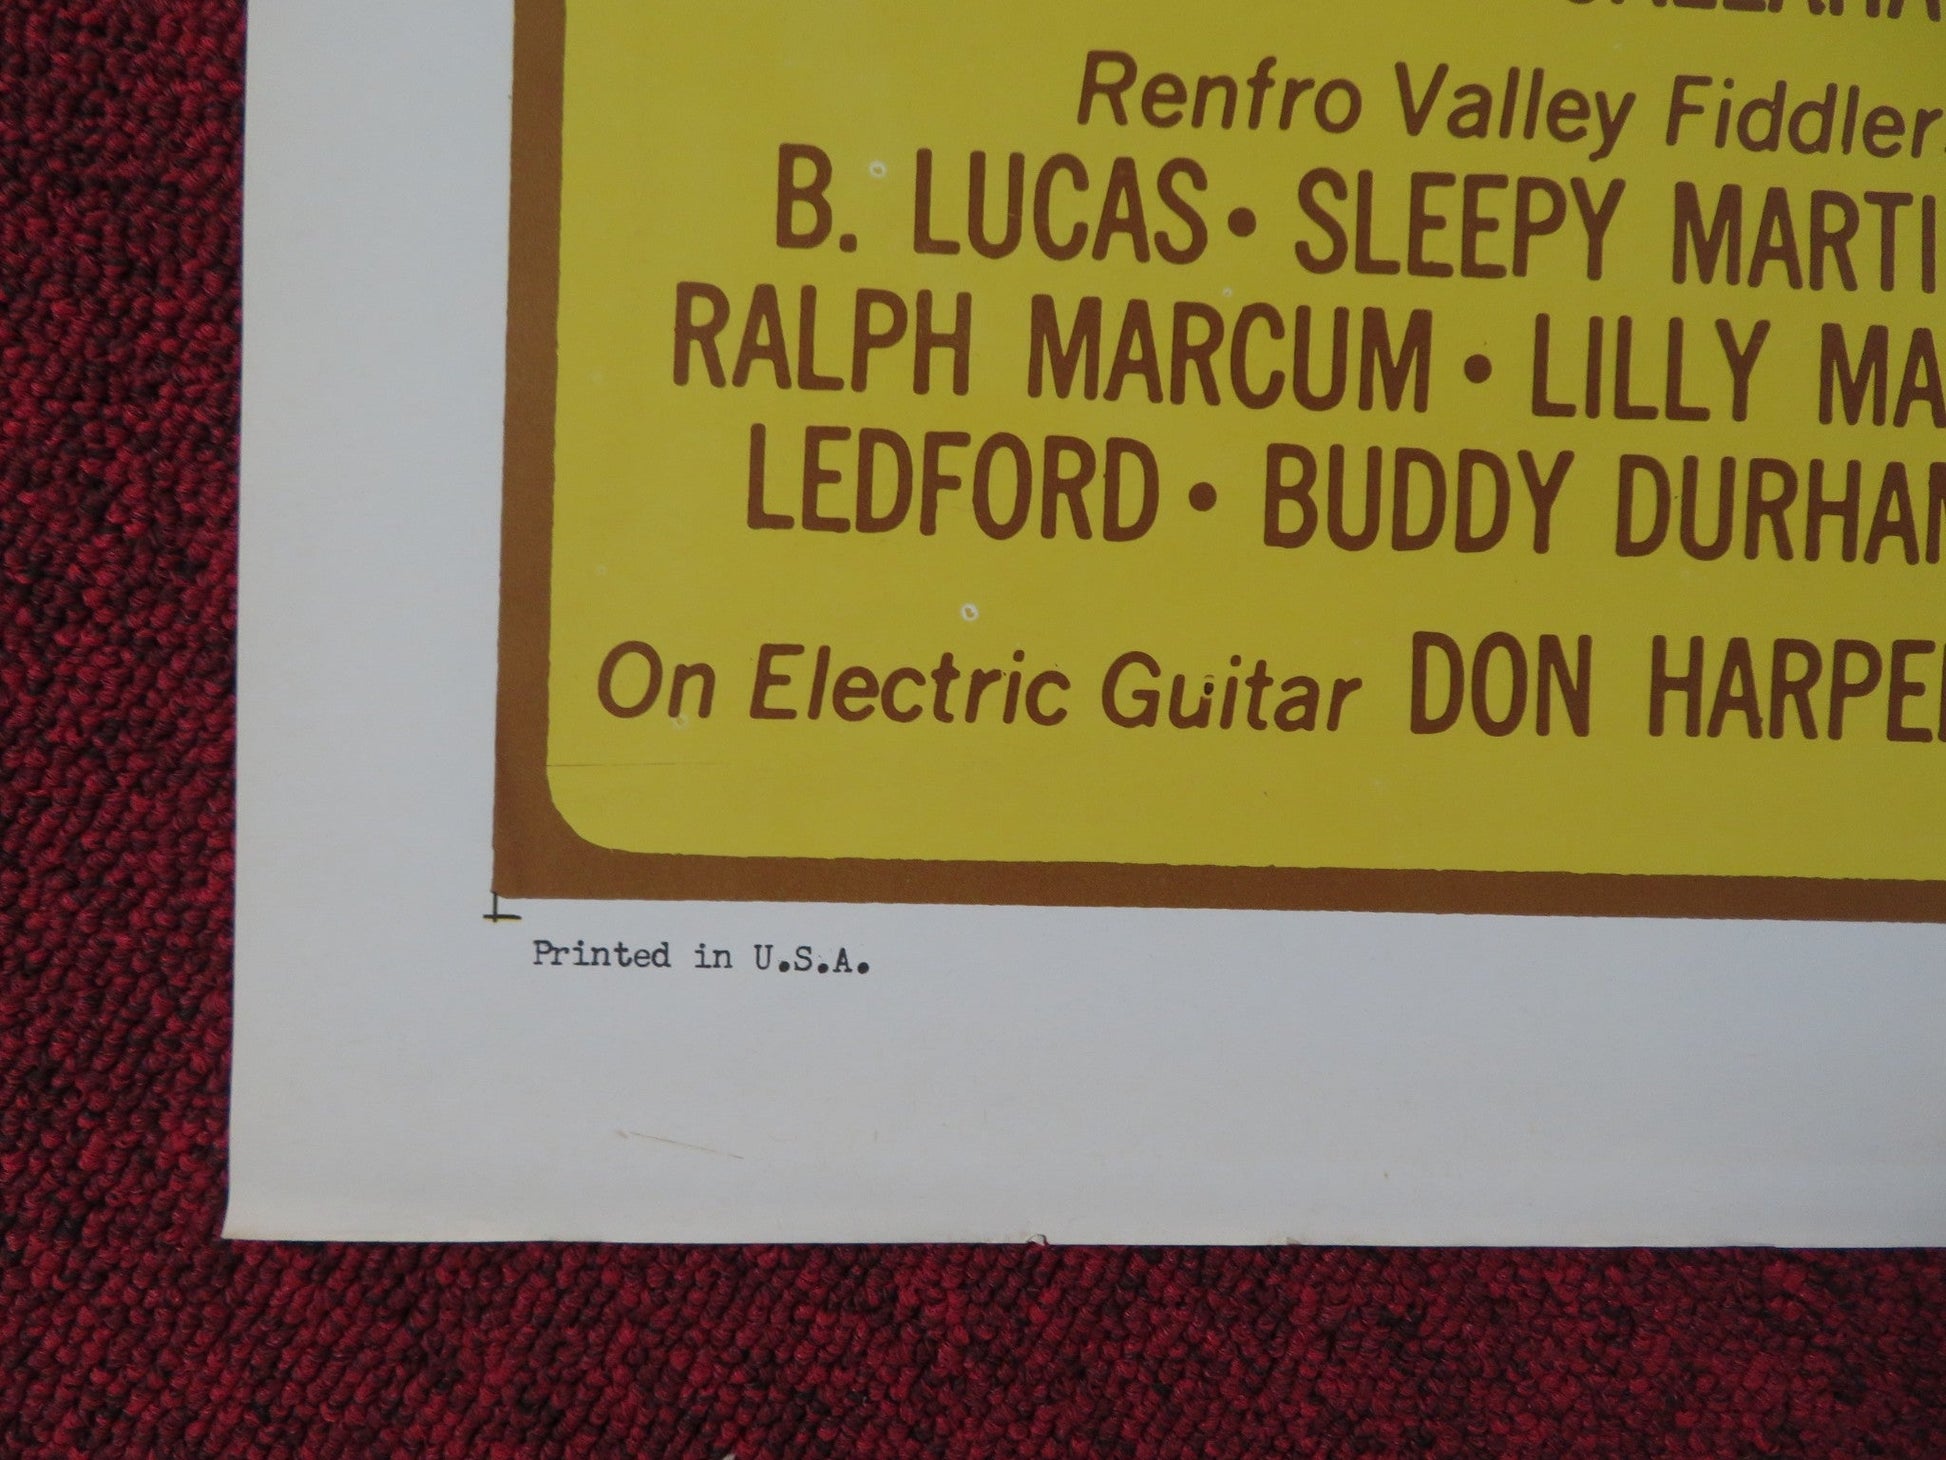 Renfro Valley Fiddler
B. LUCAS • SLEEPY MARTI
RALPH MARCUM • LILLY MA
LEDFORD • BUDDY DURHAM
On Electric Guitar DON HARPE
Printed in U.S.A.